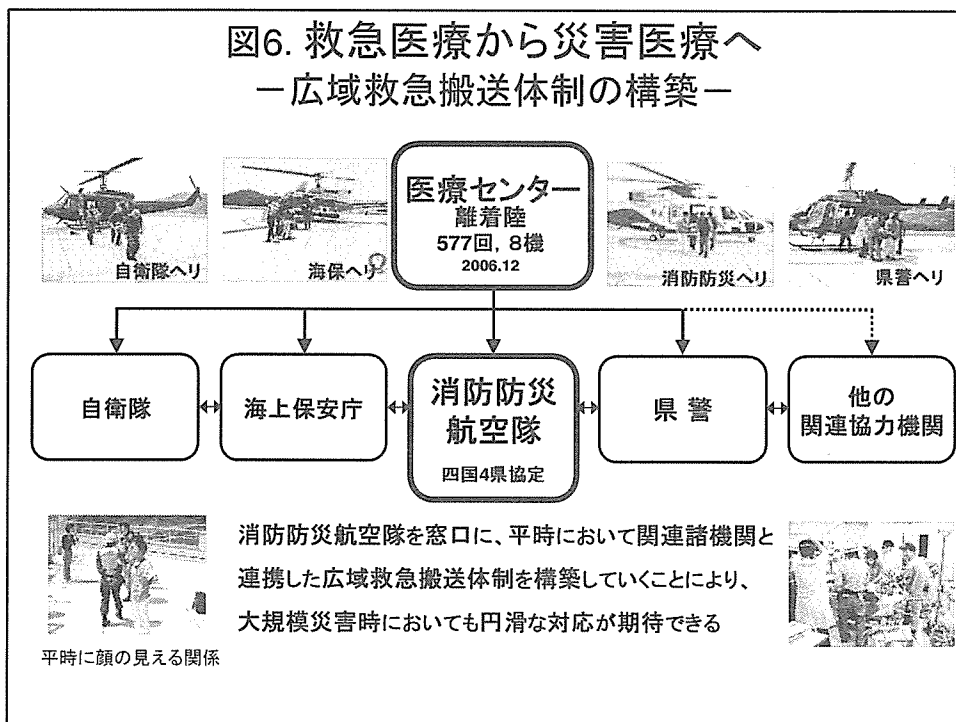 図6. 救急医療から災害医療へ
－広域救急搬送体制の構築－
医療センター
離着陸
577回, 8機
2006.12
自衛隊ヘリ
海保ヘリ
消防防災ヘリ
県警ヘリ
自衛隊
海上保安庁
消防防災
航空隊
四国4県協定
県 警
他の
関連協力機関
消防防災航空隊を窓口に、平時において関連諸機関と
連携した広域救急搬送体制を構築していくことにより、
大規模災害時においても円滑な対応が期待できる
平時に顔の見える関係